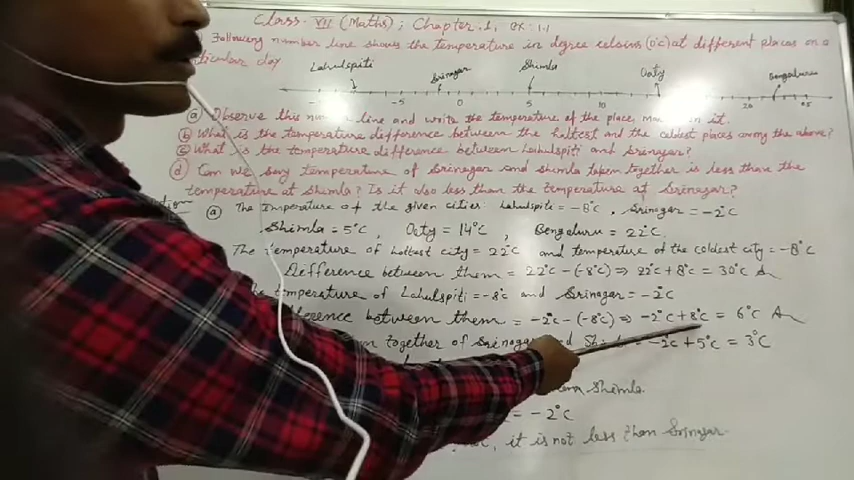 Class- VII (Maths) ; Chapter. 1, Ex- 1.1
Following number line shows the temperature in degree celsius (0°c) at different places on a
ticular day
Lahulspiti Srinagar Shimla Ooty Bengaluru
-5 0 5 10 20 25
(a) Observe this number line and write the temperature of the place, marked in it.
(b) What is the temperature difference between the hottest and the coldest places among the above?
(c) What is the temperature difference between Lahulspiti and Srinagar?
(d) Can we say temperature of Srinagar and Shimla taken together is less than the
temperature at Shimla? Is it also less than the temperature at Srinagar?
(a) The Temperature of the given cities Lahulspiti = -8°c , Srinagar = -2°C
Shimla = 5°C , Ooty = 14°C , Bengaluru = 22°C.
The temperature of hottest city = 22°C and temperature of the coldest city = -8°C
Difference between them = 22°C - (-8°C) ⇒ 22°C + 8°C = 30°C
temperature of Lahulspiti = -8°c and Srinagar = -2°C
between them = -2°C - (-8°C) ⇒ -2°C + 8°C = 6°C
together of Srinagar and -2°C + 5°C = 3°C
Shimla.
= -2°C
, it is not less than Srinagar